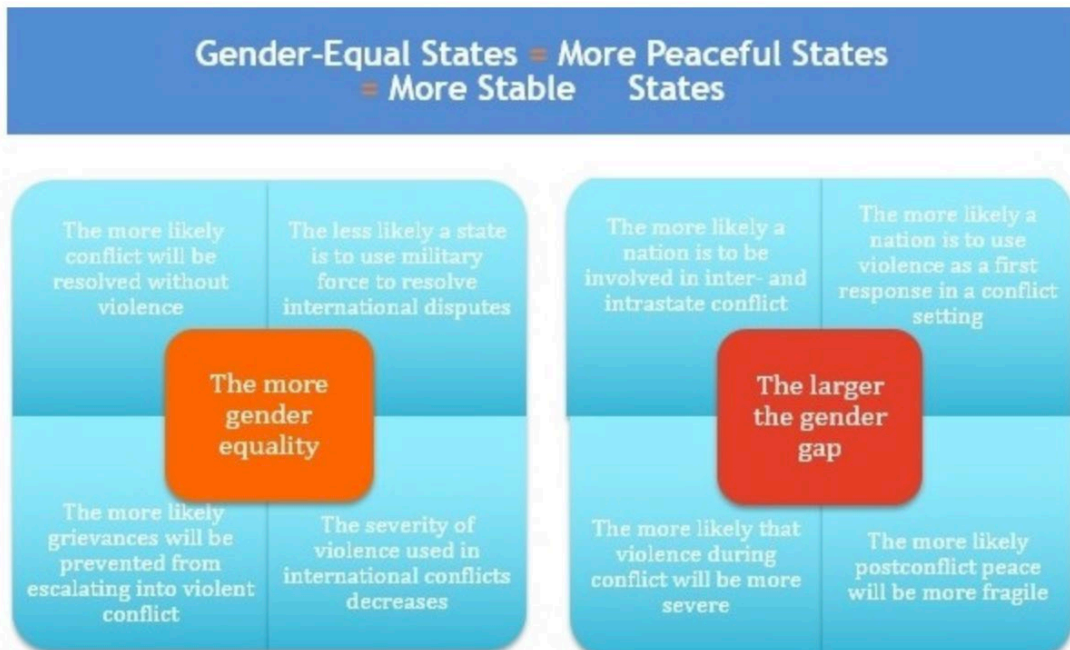 Gender-Equal States = More Peaceful States
= More Stable States
The more likely
conflict will be
resolved without
violence
The less likely a state
is to use military
force to resolve
international disputes
The more
gender
equality
The more likely
grievances will be
prevented from
escalating into violent
conflict
The severity of
violence used in
international conflicts
decreases
The more likely a
nation is to be
involved in inter- and
intrastate conflict
The more likely a
nation is to use
violence as a first
response in a conflict
setting
The larger
the gender
gap
The more likely that
violence during
conflict will be more
severe
The more likely
postconflict peace
will be more fragile